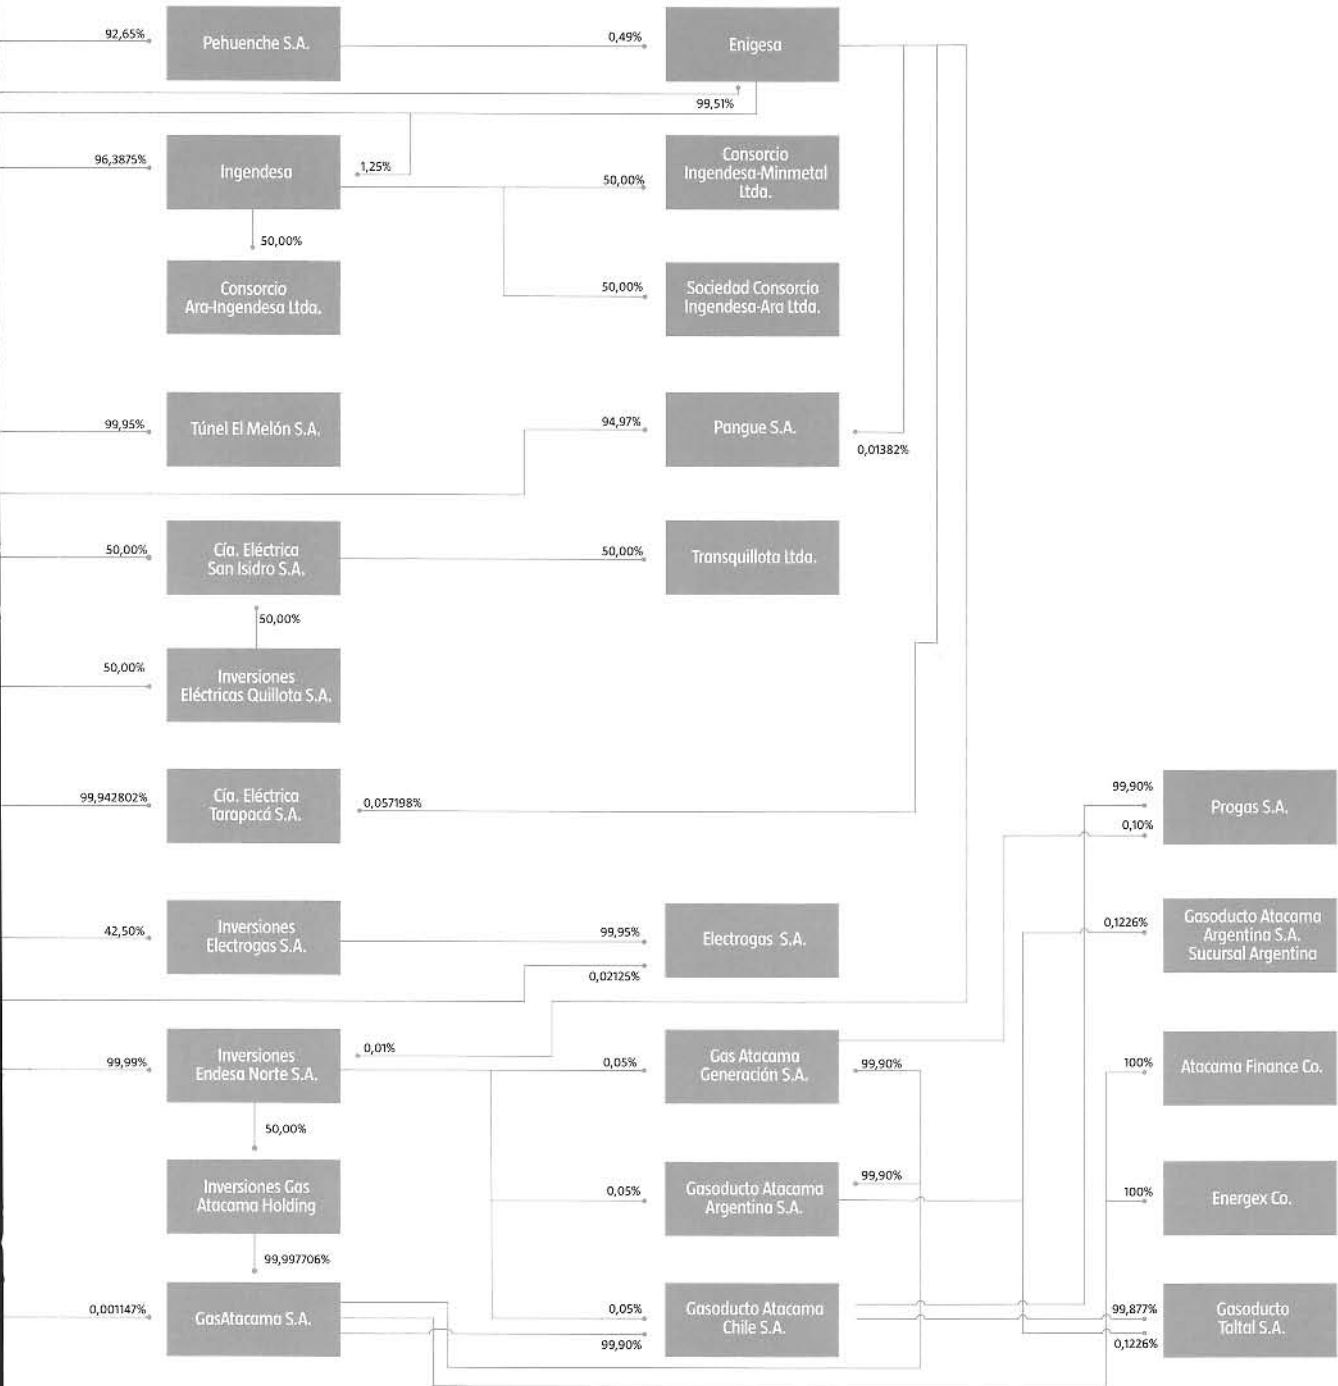 92,65%
Pehuenche S.A.
0,49%
Enigesa
99,51%
96,3875%
Ingendesa
1,25%
50,00%
Consorcio
Ingendesa-Minmetal
Ltda.
50,00%
Consorcio
Ara-Ingendesa Ltda.
50,00%
Sociedad Consorcio
Ingendesa-Ara Ltda.
99,95%
Túnel El Melón S.A.
94,97%
Pangue S.A.
0,01382%
50,00%
Cía. Eléctrica
San Isidro S.A.
50,00%
Transquillota Ltda.
50,00%
50,00%
Inversiones
Eléctricas Quillota S.A.
99,942802%
Cía. Eléctrica
Tarapacá S.A.
0,057198%
99,90%
0,10%
Progas S.A.
42,50%
Inversiones
Electrogas S.A.
99,95%
0,02125%
Electrogas S.A.
0,1226%
Gasoducto Atacama
Argentina S.A.
Sucursal Argentina
99,99%
Inversiones
Endesa Norte S.A.
0,01%
0,05%
Gas Atacama
Generación S.A.
99,90%
100%
Atacama Finance Co.
50,00%
Inversiones Gas
Atacama Holding
0,05%
Gasoducto Atacama
Argentina S.A.
99,90%
100%
Energex Co.
99,997706%
0,001147%
GasAtacama S.A.
0,05%
99,90%
Gasoducto Atacama
Chile S.A.
99,877%
0,1226%
Gasoducto
Taltal S.A.